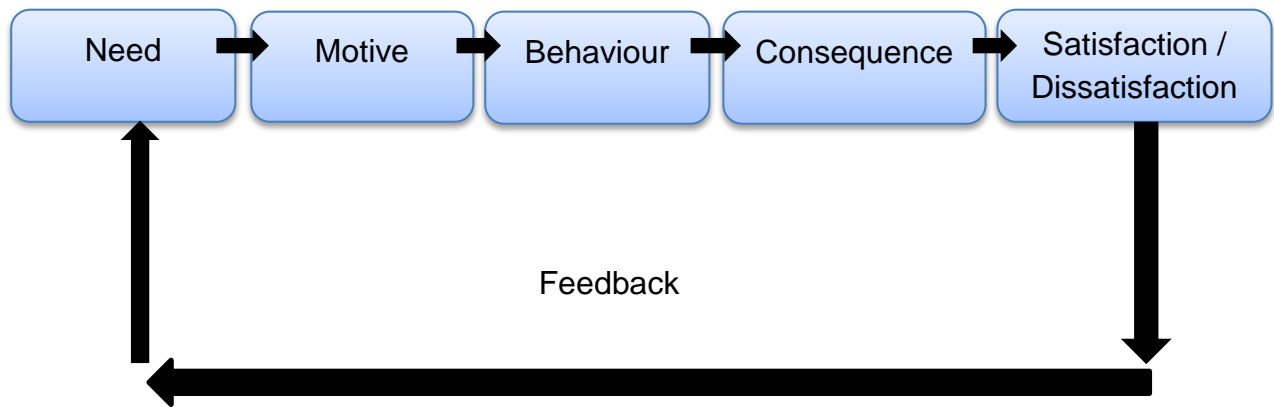 Need
Motive
Behaviour
Consequence
Satisfaction /
Dissatisfaction
Feedback